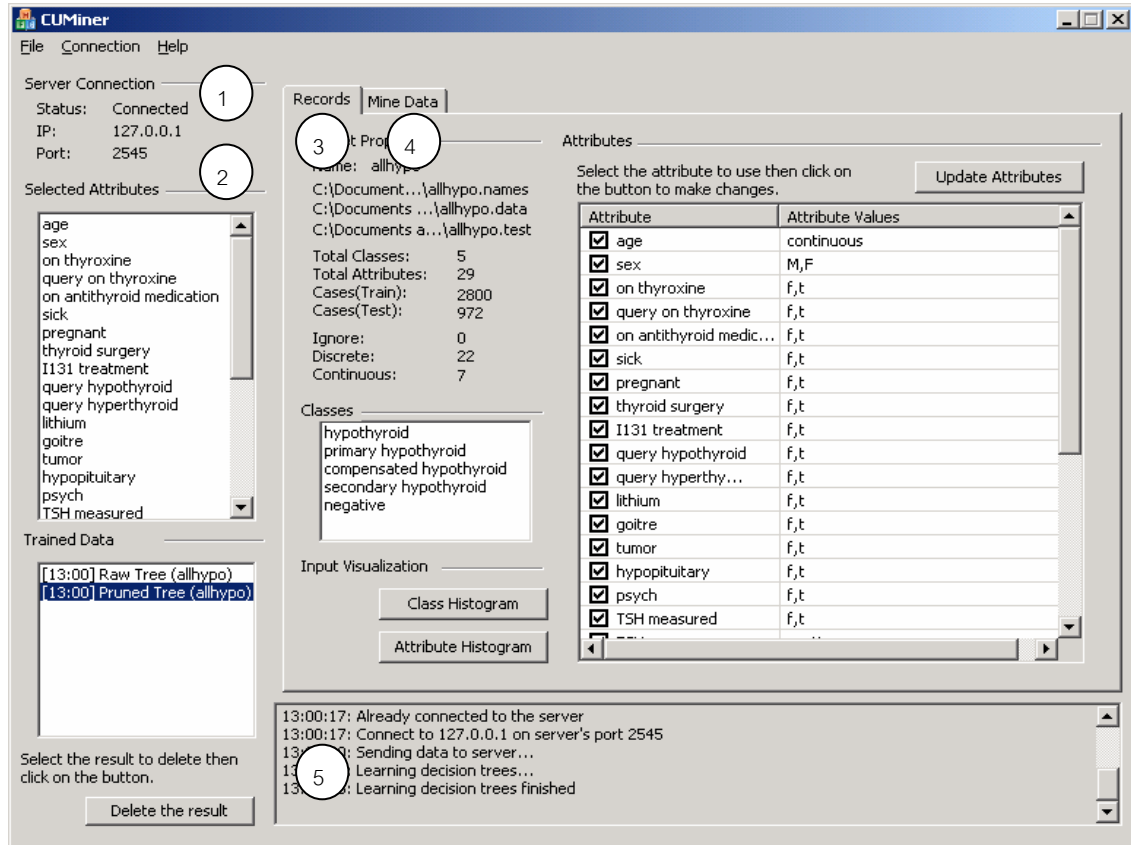 CUMiner
File Connection Help
Server Connection
1
Status: Connected
IP: 127.0.0.1
Port: 2545
2
Selected Attributes
age
sex
on thyroxine
query on thyroxine
on antithyroid medication
sick
pregnant
thyroid surgery
I131 treatment
query hypothyroid
query hyperthyroid
lithium
goitre
tumor
hypopituitary
psych
TSH measured
Trained Data
[13:00] Raw Tree (allhypo)
[13:00] Pruned Tree (allhypo)
Select the result to delete then
click on the button.
Delete the result
Records Mine Data
3
4
Name: allhypo
C:\Document...\allhypo.names
C:\Documents ...\allhypo.data
C:\Documents a...\allhypo.test
Total Classes: 5
Total Attributes: 29
Cases(Train): 2800
Cases(Test): 972
Ignore: 0
Discrete: 22
Continuous: 7
Classes
hypothyroid
primary hypothyroid
compensated hypothyroid
secondary hypothyroid
negative
Input Visualization
Class Histogram
Attribute Histogram
Attributes
Select the attribute to use then click on
the button to make changes.
Update Attributes
Attribute Attribute Values
age continuous
sex M,F
on thyroxine f,t
query on thyroxine f,t
on antithyroid medic... f,t
sick f,t
pregnant f,t
thyroid surgery f,t
I131 treatment f,t
query hypothyroid f,t
query hyperthy... f,t
lithium f,t
goitre f,t
tumor f,t
hypopituitary f,t
psych f,t
TSH measured f,t
13:00:17: Already connected to the server
13:00:17: Connect to 127.0.0.1 on server's port 2545
Sending data to server...
Learning decision trees...
Learning decision trees finished
5